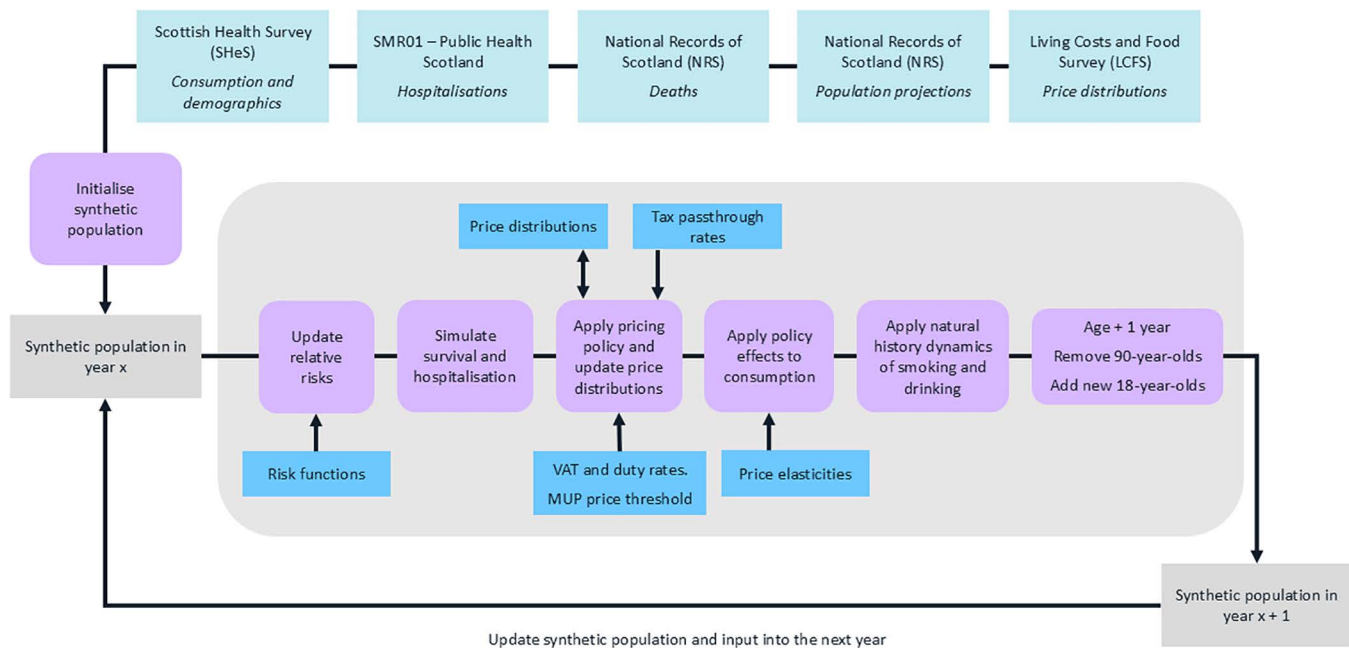 Scottish Health Survey
(SHeS)
Consumption and
demographics
SMR01 – Public Health
Scotland
Hospitalisations
National Records of
Scotland (NRS)
Deaths
National Records of
Scotland (NRS)
Population projections
Living Costs and Food
Survey (LCFS)
Price distributions
Initialise
synthetic
population
Price distributions
Tax passthrough
rates
Synthetic population in
year x
Update
relative
risks
Simulate
survival and
hospitalisation
Apply pricing
policy and
update price
distributions
Apply policy
effects to
consumption
Apply natural
history dynamics
of smoking and
drinking
Age + 1 year
Remove 90-year-olds
Add new 18-year-olds
Risk functions
VAT and duty rates.
MUP price threshold
Price elasticities
Synthetic population in
year x + 1
Update synthetic population and input into the next year